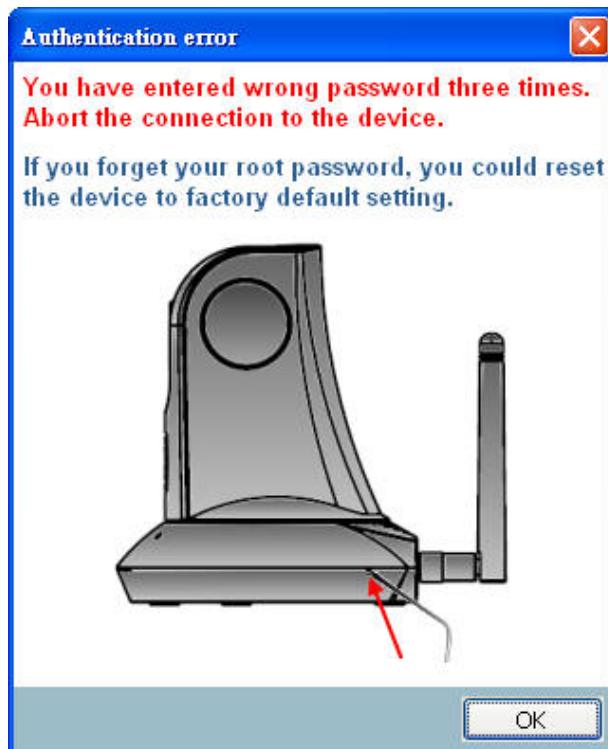 Authentication error
You have entered wrong password three times.
Abort the connection to the device.
If you forget your root password, you could reset
the device to factory default setting.
OK